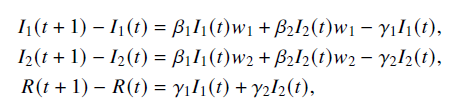 I₁(t + 1) − I₁(t) = β₁I₁(t)w₁ + β₂I₂(t)w₁ − γ₁I₁(t),
I₂(t + 1) − I₂(t) = β₁I₁(t)w₂ + β₂I₂(t)w₂ − γ₂I₂(t),
R(t + 1) − R(t) = γ₁I₁(t) + γ₂I₂(t),